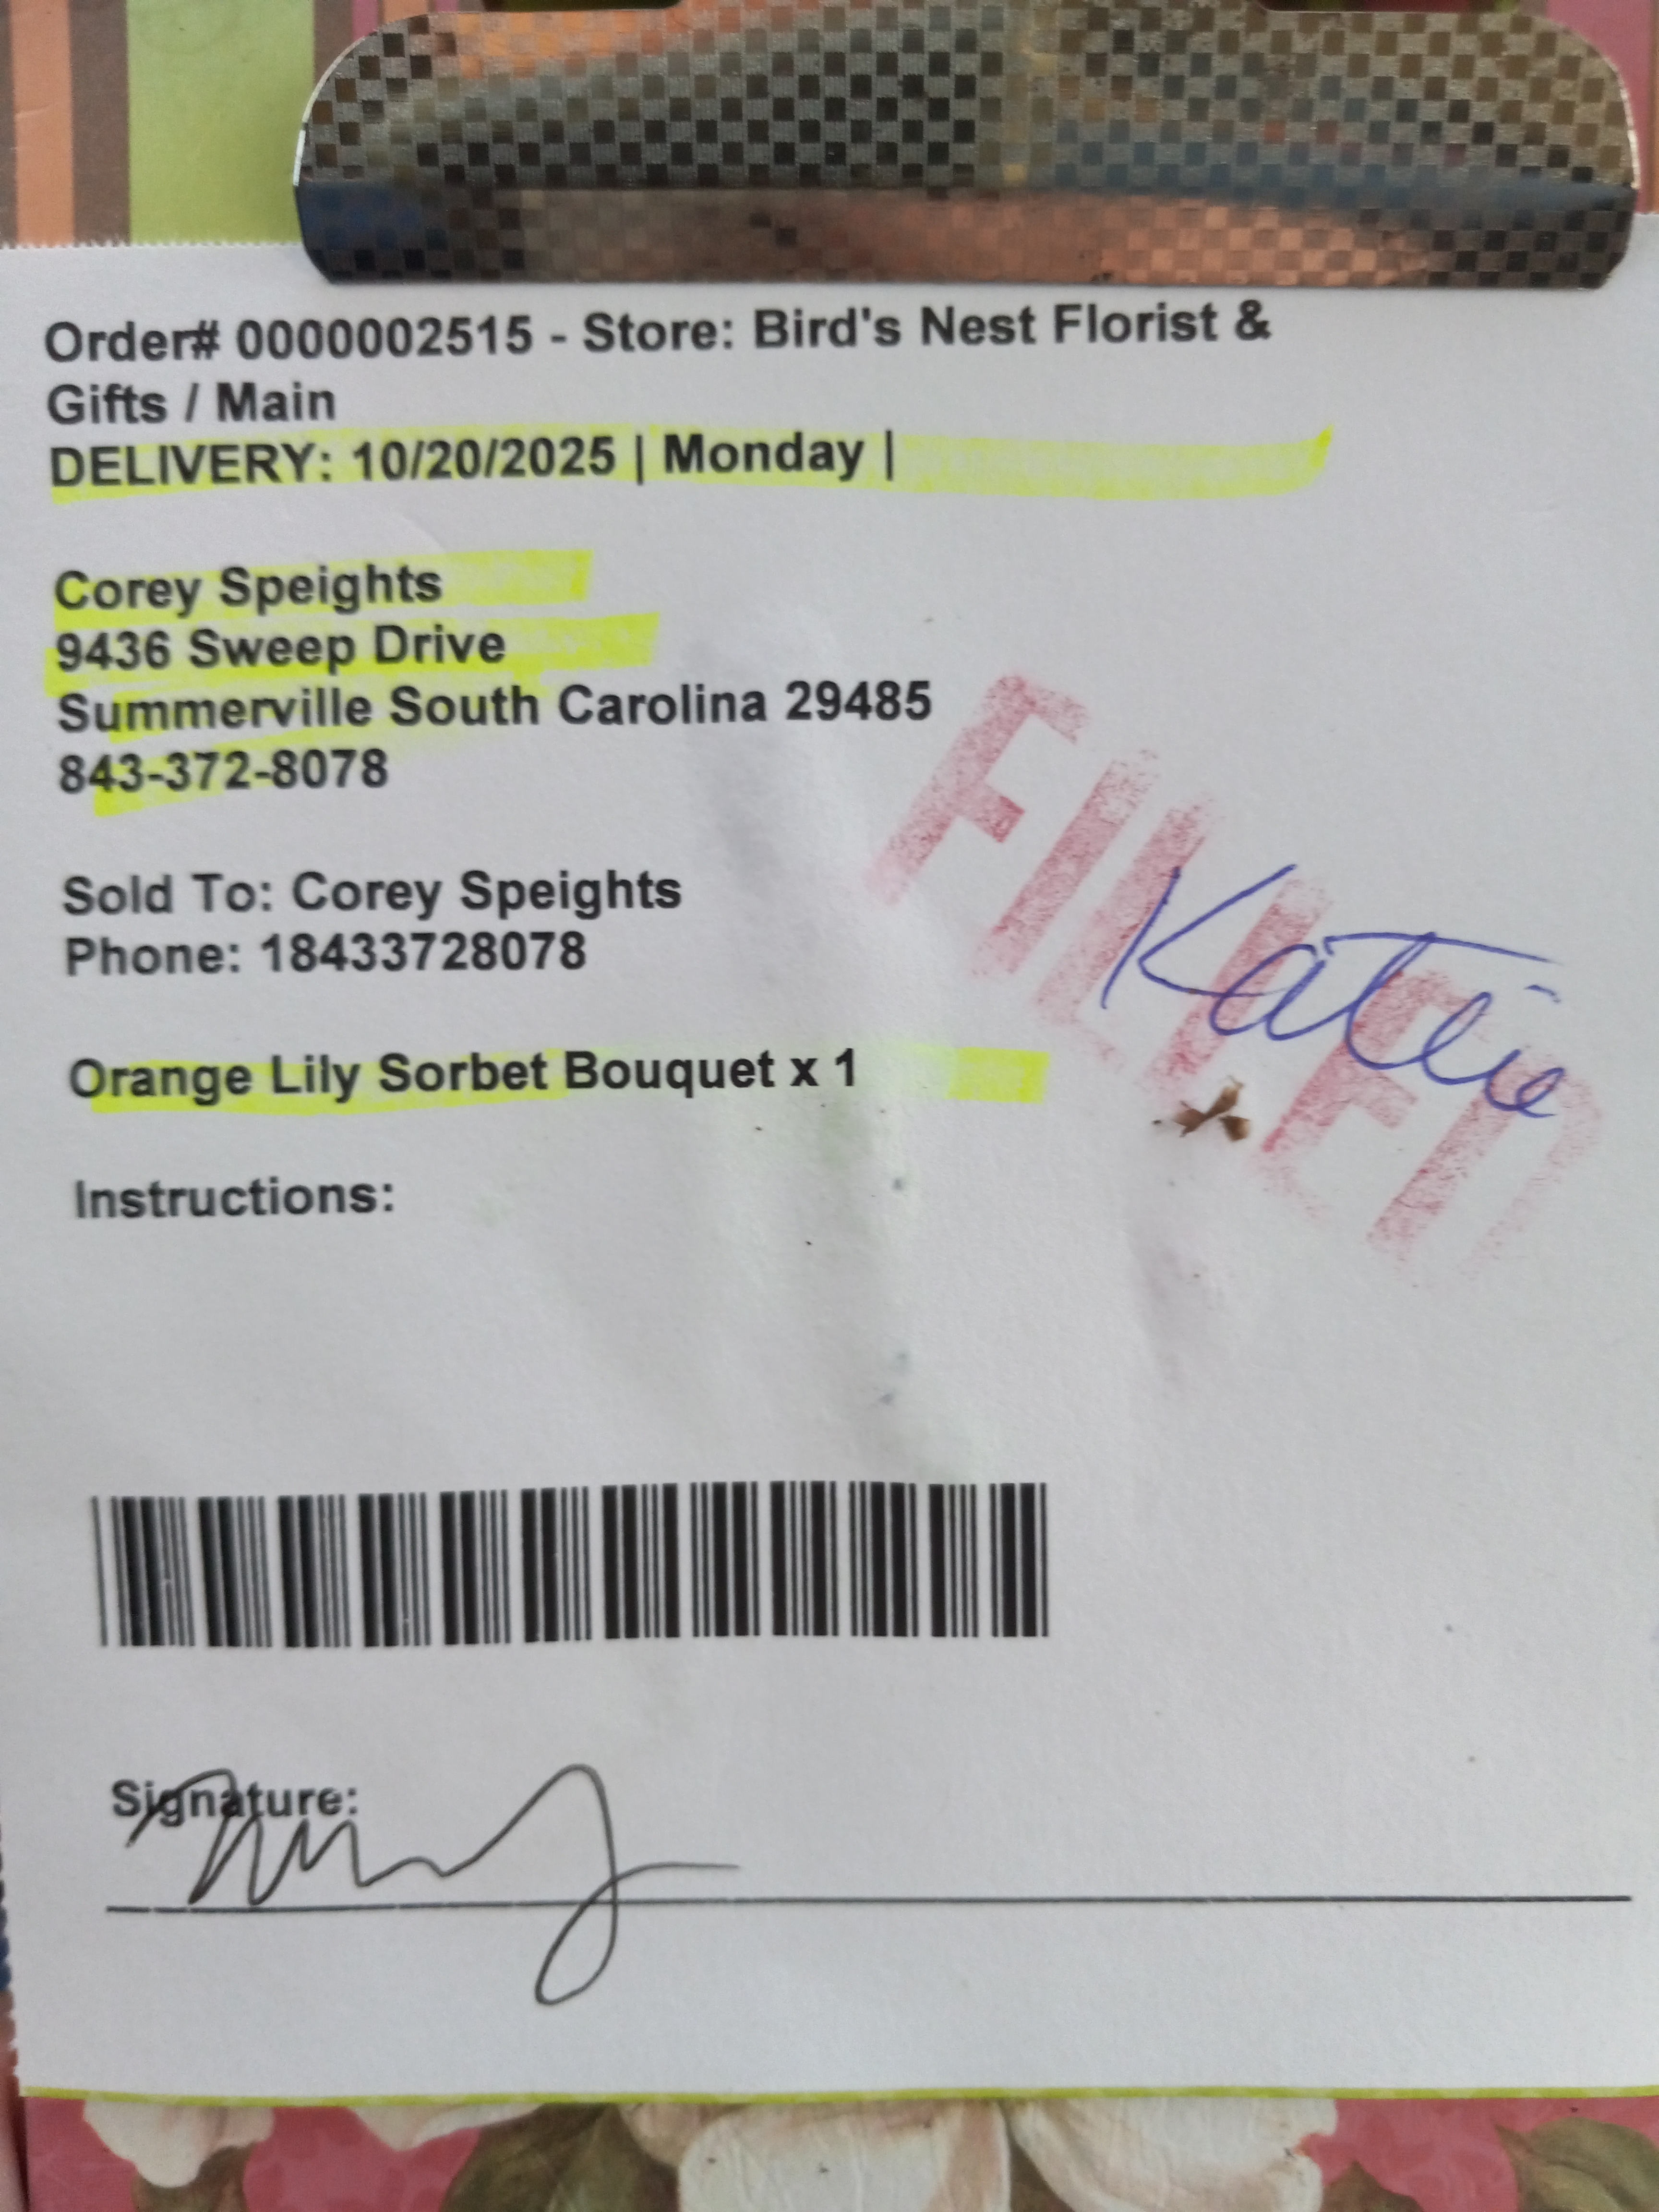 Order# 0000002515 - Store: Bird's Nest Florist &
Gifts / Main
DELIVERY: 10/20/2025 | Monday |
Corey Speights
9436 Sweep Drive
Summerville South Carolina 29485
843-372-8078
FILLED
Sold To: Corey Speights
Phone: 18433728078
Katie
Orange Lily Sorbet Bouquet x 1
Instructions:
Signature: